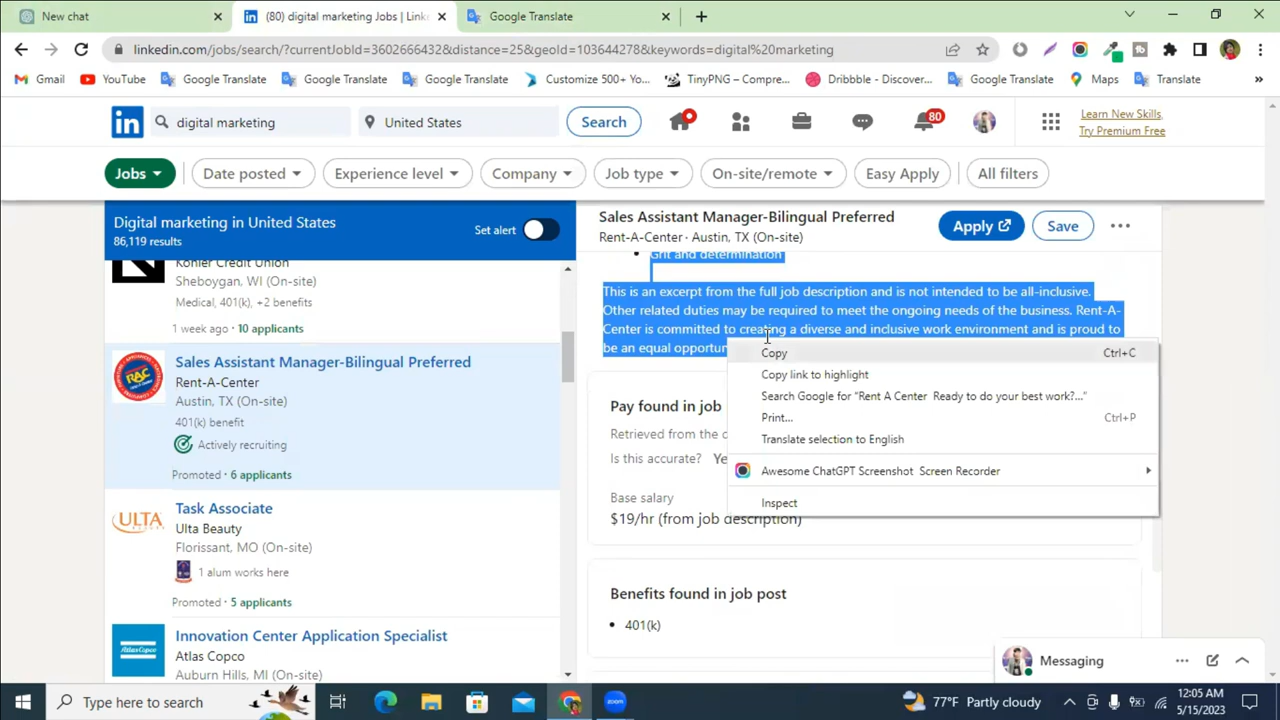 New chat
(80) digital marketing Jobs | Link
Google Translate
linkedin.com/jobs/search/?currentJobId=3602666432&distance=25&geoId=103644278&keywords=digital%20marketing
Gmail
YouTube
Google Translate
Google Translate
Google Translate
Customize 500+ Yo...
TinyPNG – Compre...
Dribbble - Discover...
Google Translate
Maps
Translate
»
in
digital marketing
United States
Search
80
Learn New Skills,
Try Premium Free
Jobs
Date posted
Experience level
Company
Job type
On-site/remote
Easy Apply
All filters
Digital marketing in United States
86,119 results
Set alert
Kohler Credit Union
Sheboygan, WI (On-site)
Medical, 401(k), +2 benefits
1 week ago · 10 applicants
RAC
Sales Assistant Manager-Bilingual Preferred
Rent-A-Center
Austin, TX (On-site)
401(k) benefit
Actively recruiting
Promoted · 6 applicants
ULTA
Task Associate
Ulta Beauty
Florissant, MO (On-site)
1 alum works here
Promoted · 5 applicants
Atlas Copco
Innovation Center Application Specialist
Atlas Copco
Auburn Hills, MI (On-site)
Sales Assistant Manager-Bilingual Preferred
Rent-A-Center · Austin, TX (On-site)
Apply
Save
• Grit and determination
This is an excerpt from the full job description and is not intended to be all-inclusive.
Other related duties may be required to meet the ongoing needs of the business. Rent-A-
Center is committed to creating a diverse and inclusive work environment and is proud to
be an equal opportun
Copy Ctrl+C
Copy link to highlight
Search Google for "Rent A Center Ready to do your best work?..."
Print... Ctrl+P
Translate selection to English
Awesome ChatGPT Screenshot Screen Recorder
Inspect
Pay found in job
Retrieved from the
Is this accurate? Ye
Base salary
$19/hr (from job description)
Benefits found in job post
• 401(k)
Messaging
Type here to search
zoom
77°F Partly cloudy
12:05 AM
5/15/2023